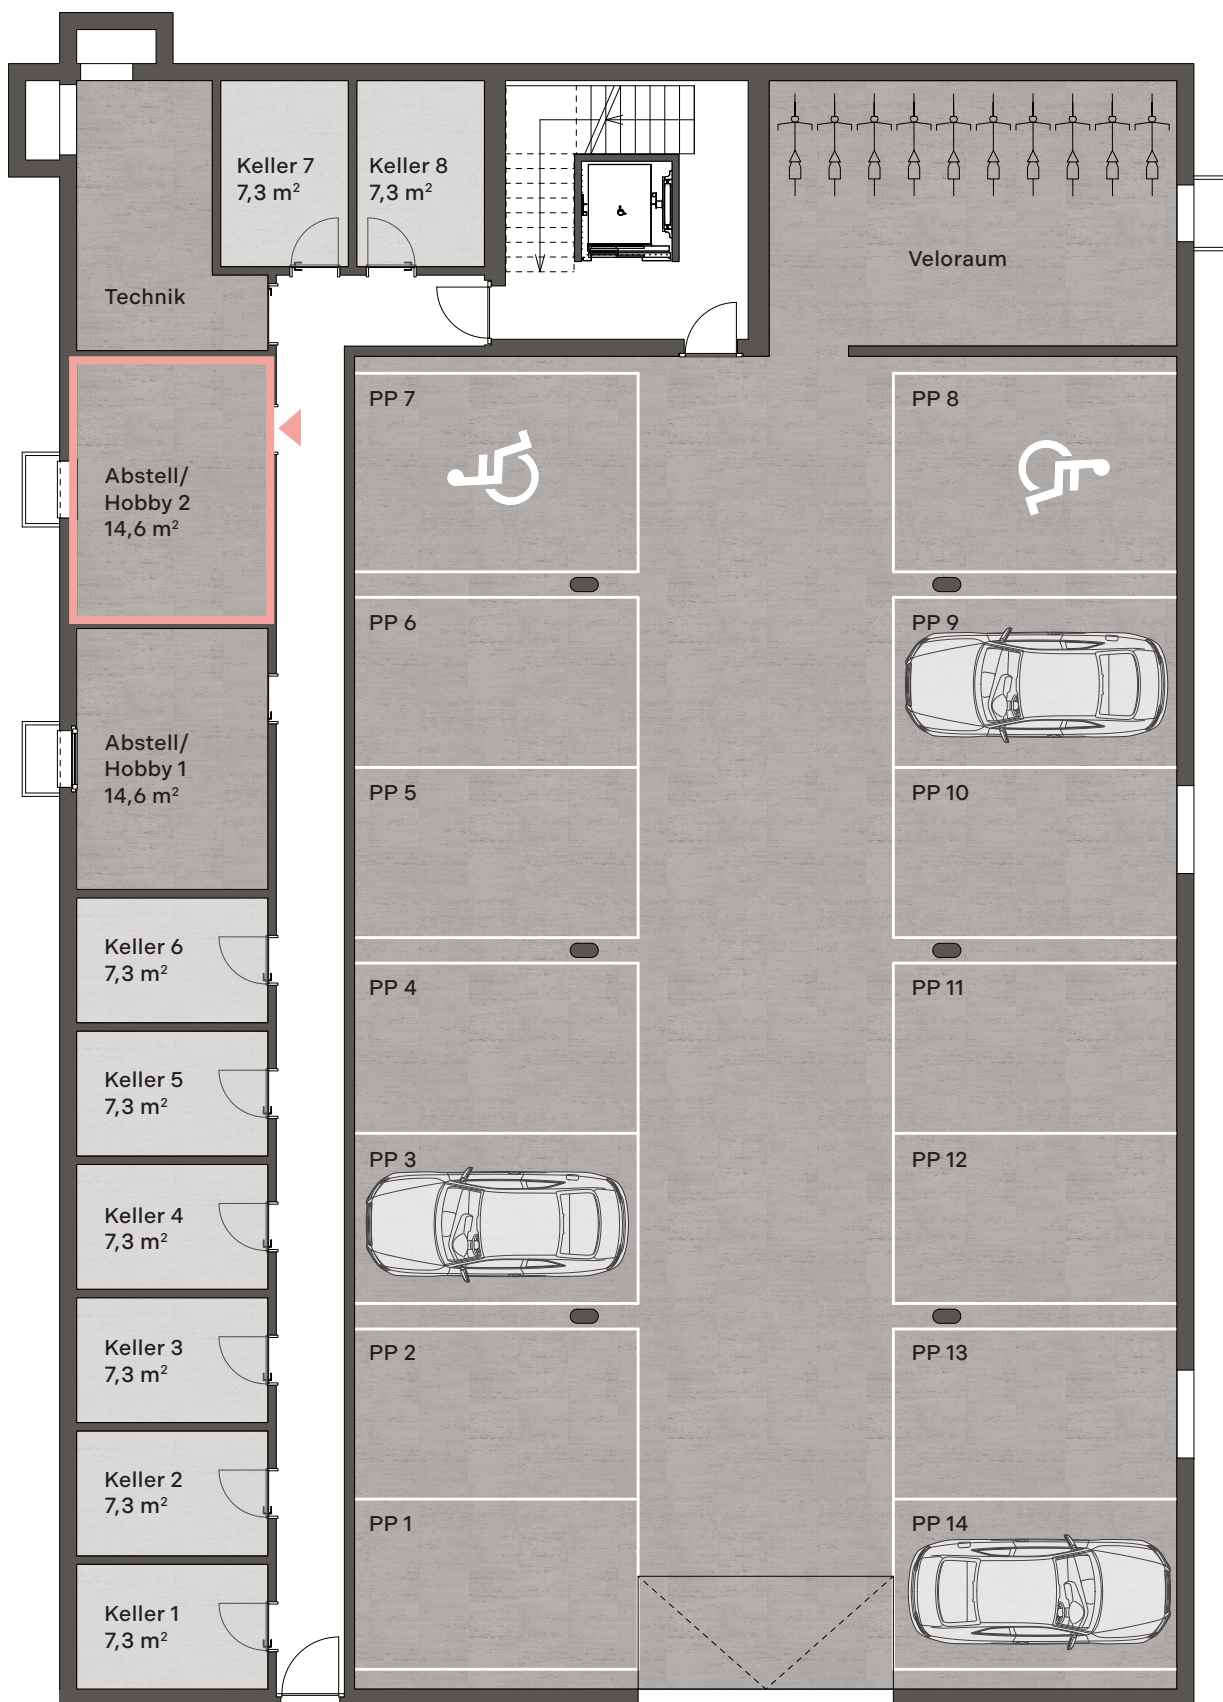 Keller 7
7,3 m²
Keller 8
7,3 m²
Veloraum
Technik
PP 7
PP 8
Abstell/
Hobby 2
14,6 m²
PP 6
PP 9
Abstell/
Hobby 1
14,6 m²
PP 5
PP 10
Keller 6
7,3 m²
PP 4
PP 11
Keller 5
7,3 m²
PP 3
PP 12
Keller 4
7,3 m²
Keller 3
7,3 m²
PP 2
PP 13
Keller 2
7,3 m²
PP 1
PP 14
Keller 1
7,3 m²